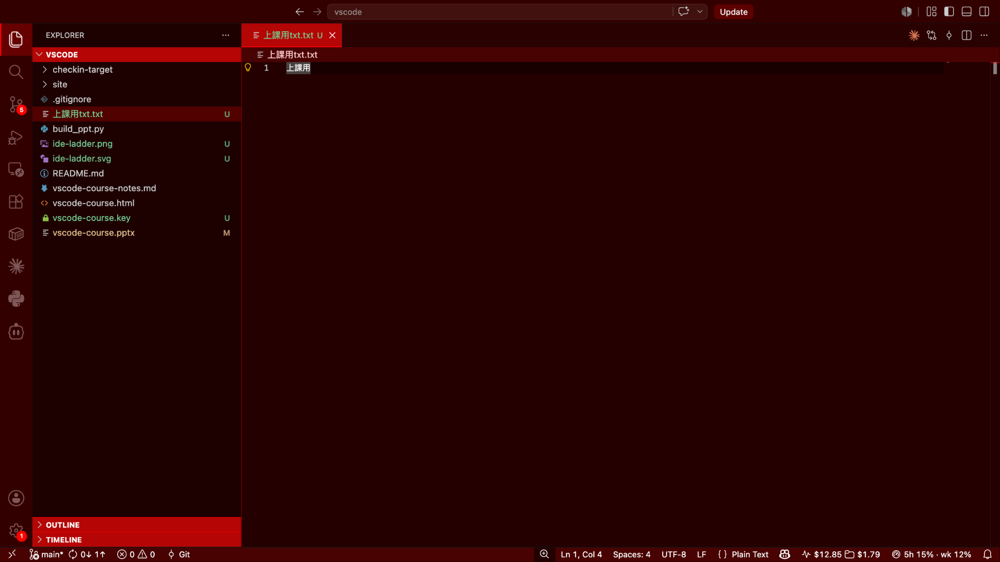 vscode
Update
EXPLORER
上課用txt.txt U
VSCODE
上課用txt.txt
checkin-target
1 上課用
site
5
.gitignore
上課用txt.txt U
build_ppt.py
ide-ladder.png U
ide-ladder.svg U
README.md
vscode-course-notes.md
vscode-course.html
vscode-course.key U
vscode-course.pptx M
OUTLINE
1
TIMELINE
main* 0↓ 1↑ 0 0 Git Ln 1, Col 4 Spaces: 4 UTF-8 LF {} Plain Text $12.85 $1.79 5h 15% · wk 12%